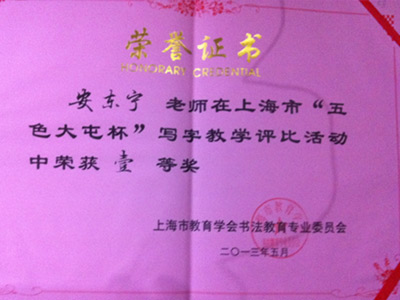 荣誉证书
HONORARY CREDENTIAL
安东宁 老师在上海市“五
色大屯杯”写字教学评比活动
中荣获 壹 等奖
上海市教育学会书法教育专业委员会
二〇一三年五月